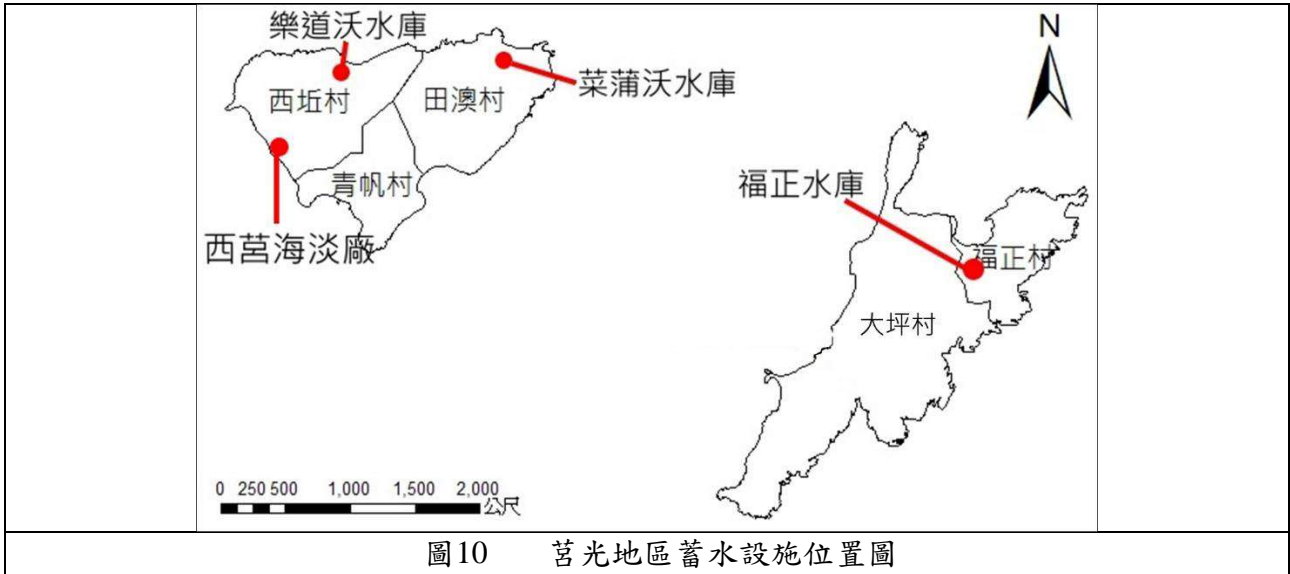 樂道沃水庫
N
菜蒲沃水庫
西坵村
田澳村
青帆村
福正水庫
西莒海淡廠
福正村
大坪村
0 250 500 1,000 1,500 2,000
公尺
圖10 莒光地區蓄水設施位置圖